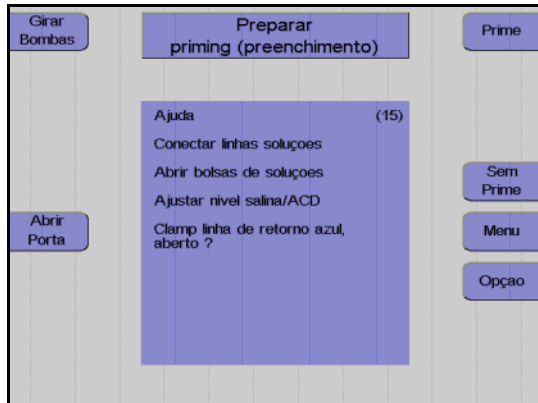 Girar
Bombas
Preparar
priming (preenchimento)
Prime
Ajuda (15)
Conectar linhas soluçoes
Abrir bolsas de soluçoes
Ajustar nivel salina/ACD
Clamp linha de retorno azul,
aberto ?
Sem
Prime
Abrir
Porta
Menu
Opçao